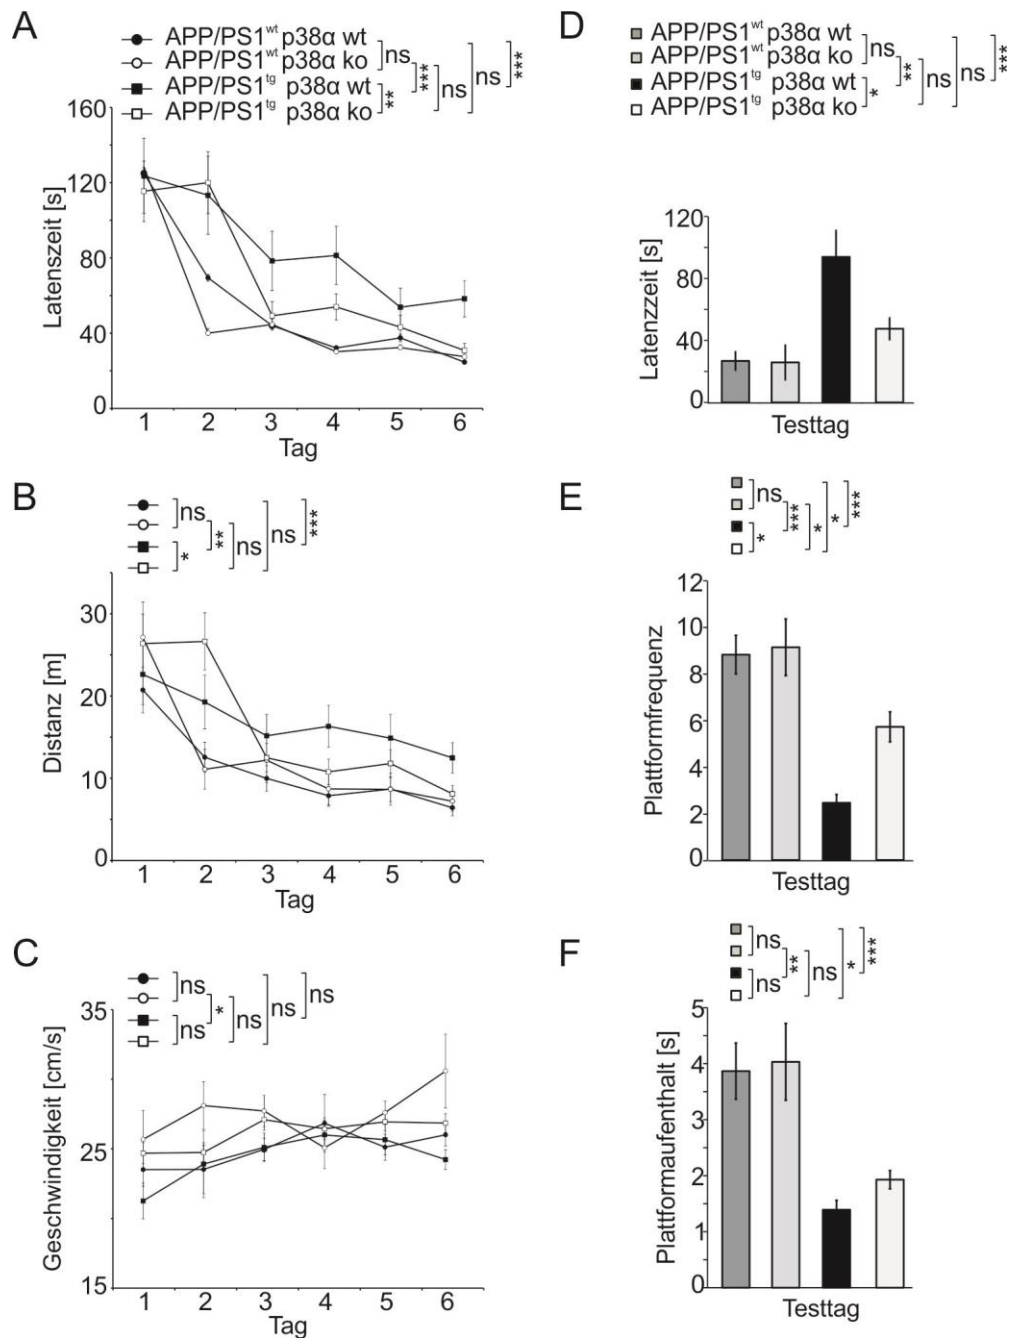 A
APP/PS1wt p38α wt
APP/PS1wt p38α ko
APP/PS1tg p38α wt
APP/PS1tg p38α ko
ns
**
***
ns
ns
***
Latenszeit [s]
160
120
80
40
0
1 2 3 4 5 6
Tag
B
ns
*
**
ns
ns
***
Distanz [m]
30
20
10
0
1 2 3 4 5 6
Tag
C
ns
ns
*
ns
ns
ns
Geschwindigkeit [cm/s]
35
25
15
1 2 3 4 5 6
Tag
D
APP/PS1wt p38α wt
APP/PS1wt p38α ko
APP/PS1tg p38α wt
APP/PS1tg p38α ko
ns
*
**
ns
ns
***
Latenzzeit [s]
120
80
40
0
Testtag
E
ns
*
***
*
*
***
Plattformfrequenz
12
10
8
6
4
2
0
Testtag
F
ns
ns
**
ns
*
***
Plattformaufenthalt [s]
5
4
3
2
1
0
Testtag